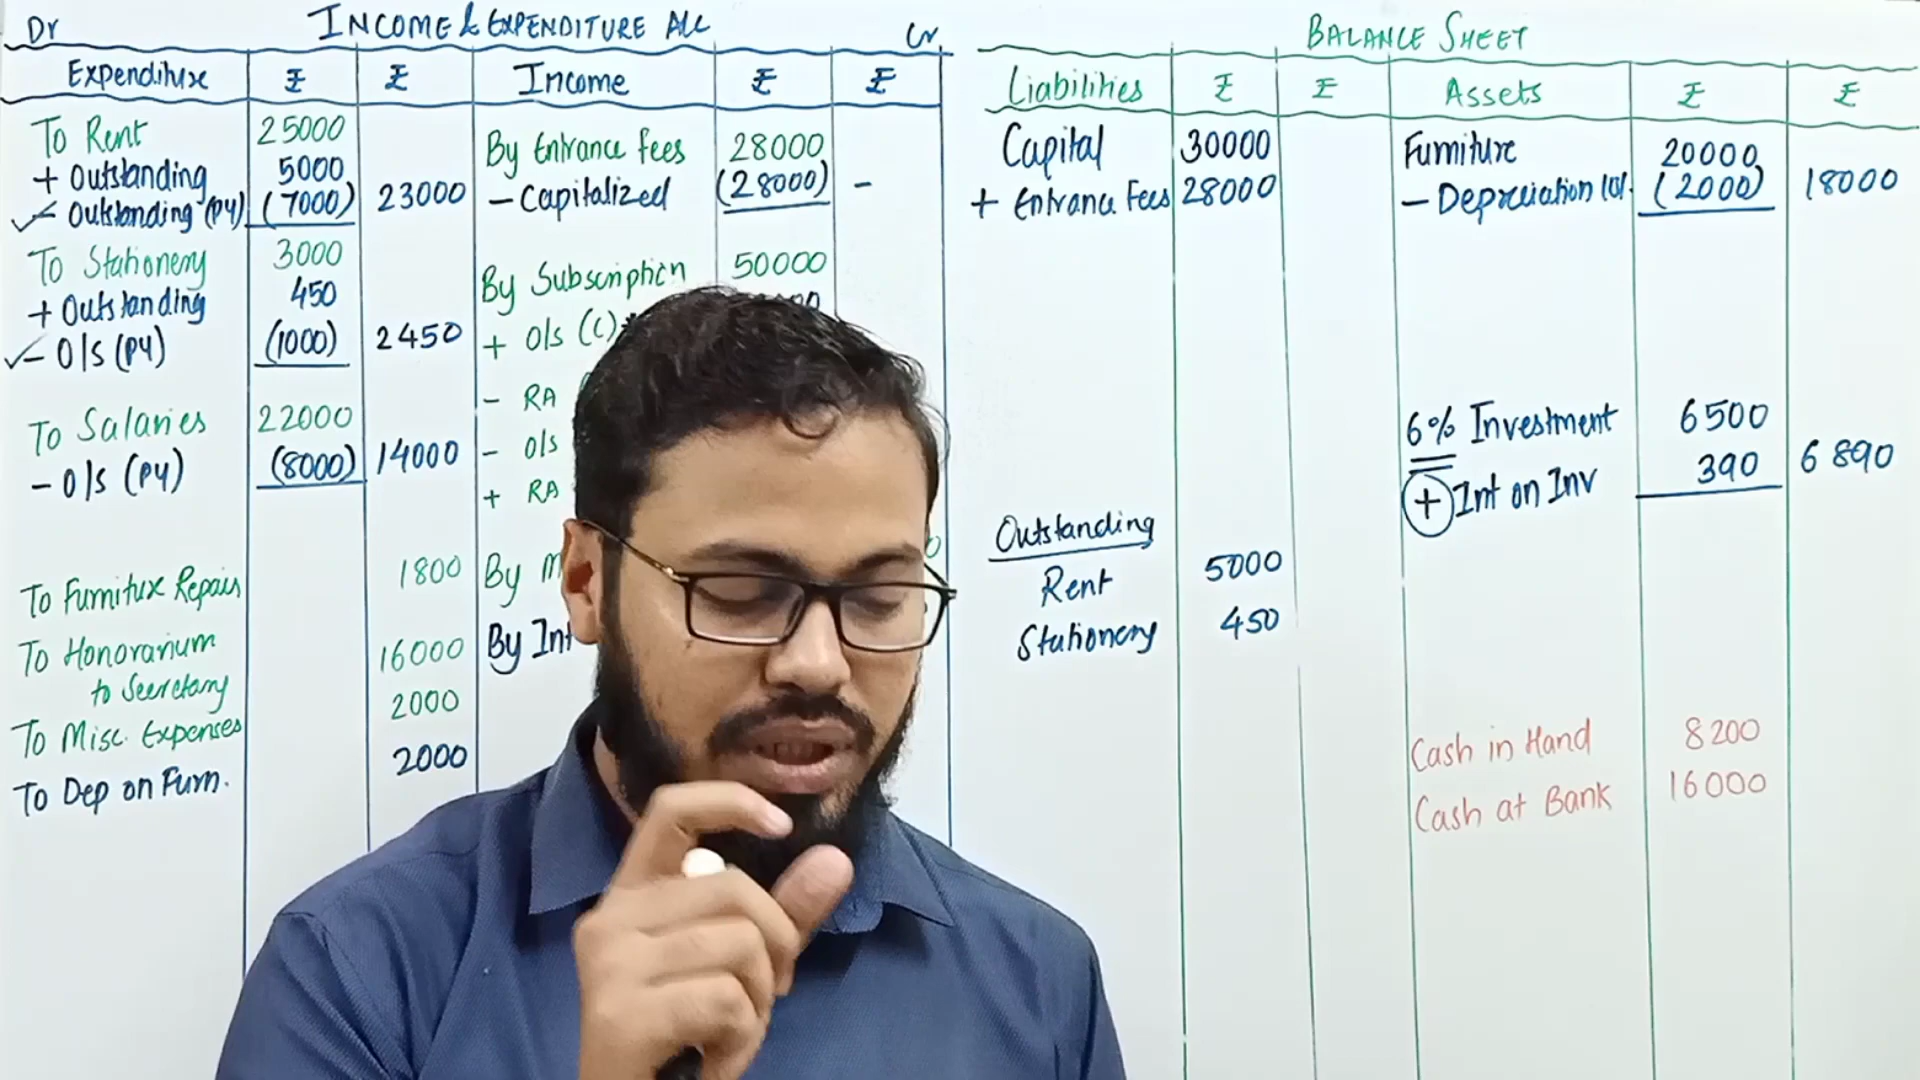 Dr INCOME & EXPENDITURE A/C Cr.
Expenditure ₹ ₹ Income ₹ ₹
To Rent 25000
+ Outstanding 5000
- Outstanding (PY) (7000) 23000
To Stationery 3000
+ Outstanding 450
- O/s (PY) (1000) 2450
To Salaries 22000
- O/s (PY) (8000) 14000
To Furniture Repairs 1800
To Honorarium
to Secretary 16000
To Misc. Expenses 2000
To Dep on Furn. 2000
By Entrance fees 28000
- Capitalized (28000) -
By Subscription 50000
+ O/s (C)
- RA
- O/s
+ RA
By
By Int
BALANCE SHEET
Liabilities ₹ ₹ Assets ₹ ₹
Capital 30000
+ Entrance Fees 28000
Outstanding
Rent 5000
Stationery 450
Furniture 20000
- Depreciation (2000) 18000
6% Investment 6500
+ Int on Inv 390 6890
Cash in Hand 8200
Cash at Bank 16000